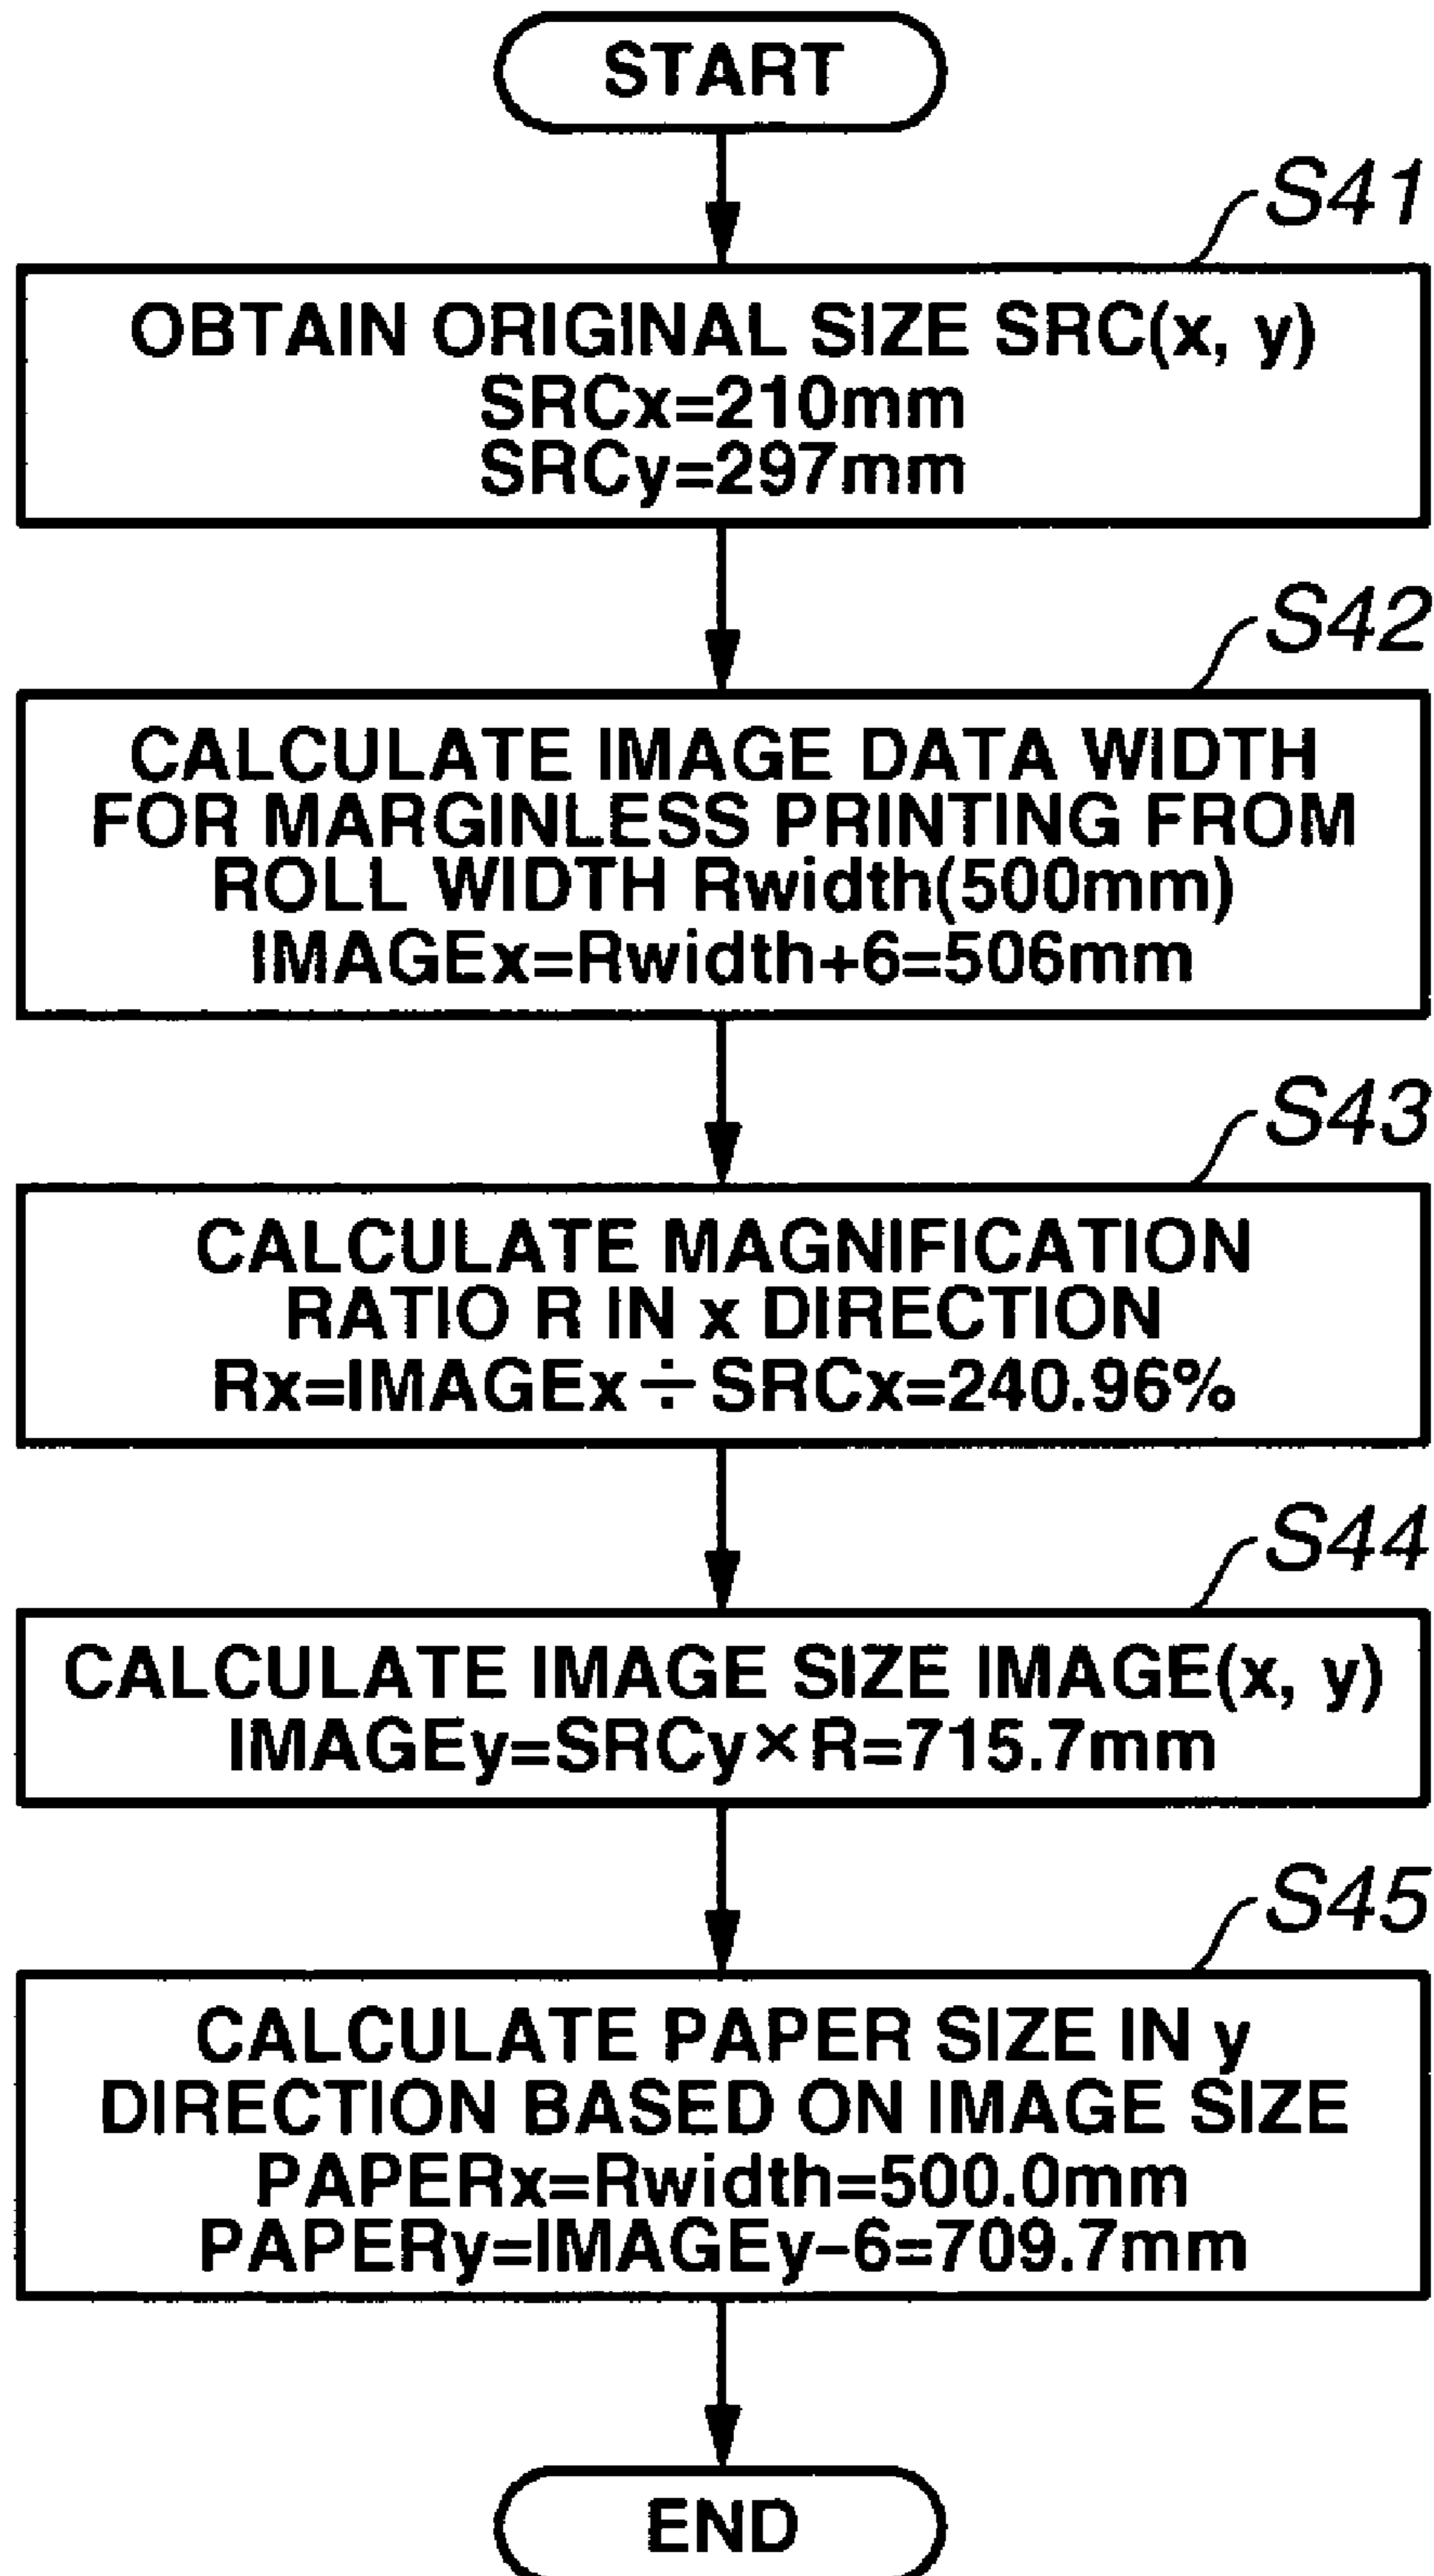 START
S41
OBTAIN ORIGINAL SIZE SRC(x, y)
SRCx=210mm
SRCy=297mm
S42
CALCULATE IMAGE DATA WIDTH
FOR MARGINLESS PRINTING FROM
ROLL WIDTH Rwidth(500mm)
IMAGEx=Rwidth+6=506mm
S43
CALCULATE MAGNIFICATION
RATIO R IN x DIRECTION
Rx=IMAGEx÷SRCx=240.96%
S44
CALCULATE IMAGE SIZE IMAGE(x, y)
IMAGEy=SRCy×R=715.7mm
S45
CALCULATE PAPER SIZE IN y
DIRECTION BASED ON IMAGE SIZE
PAPERx=Rwidth=500.0mm
PAPERy=IMAGEy−6=709.7mm
END